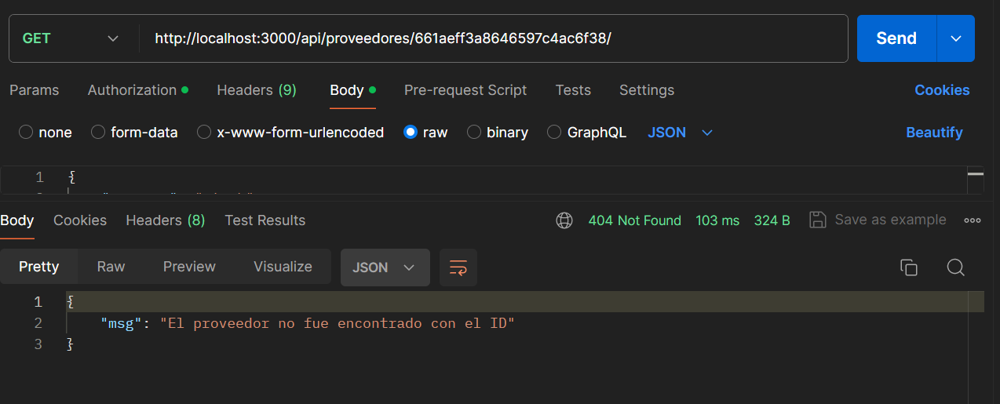 GET http://localhost:3000/api/proveedores/661aeff3a8646597c4ac6f38/ Send
Params Authorization Headers (9) Body Pre-request Script Tests Settings Cookies
none form-data x-www-form-urlencoded raw binary GraphQL JSON Beautify
1 {
Body Cookies Headers (8) Test Results 404 Not Found 103 ms 324 B Save as example
Pretty Raw Preview Visualize JSON
1 {
2 "msg": "El proveedor no fue encontrado con el ID"
3 }